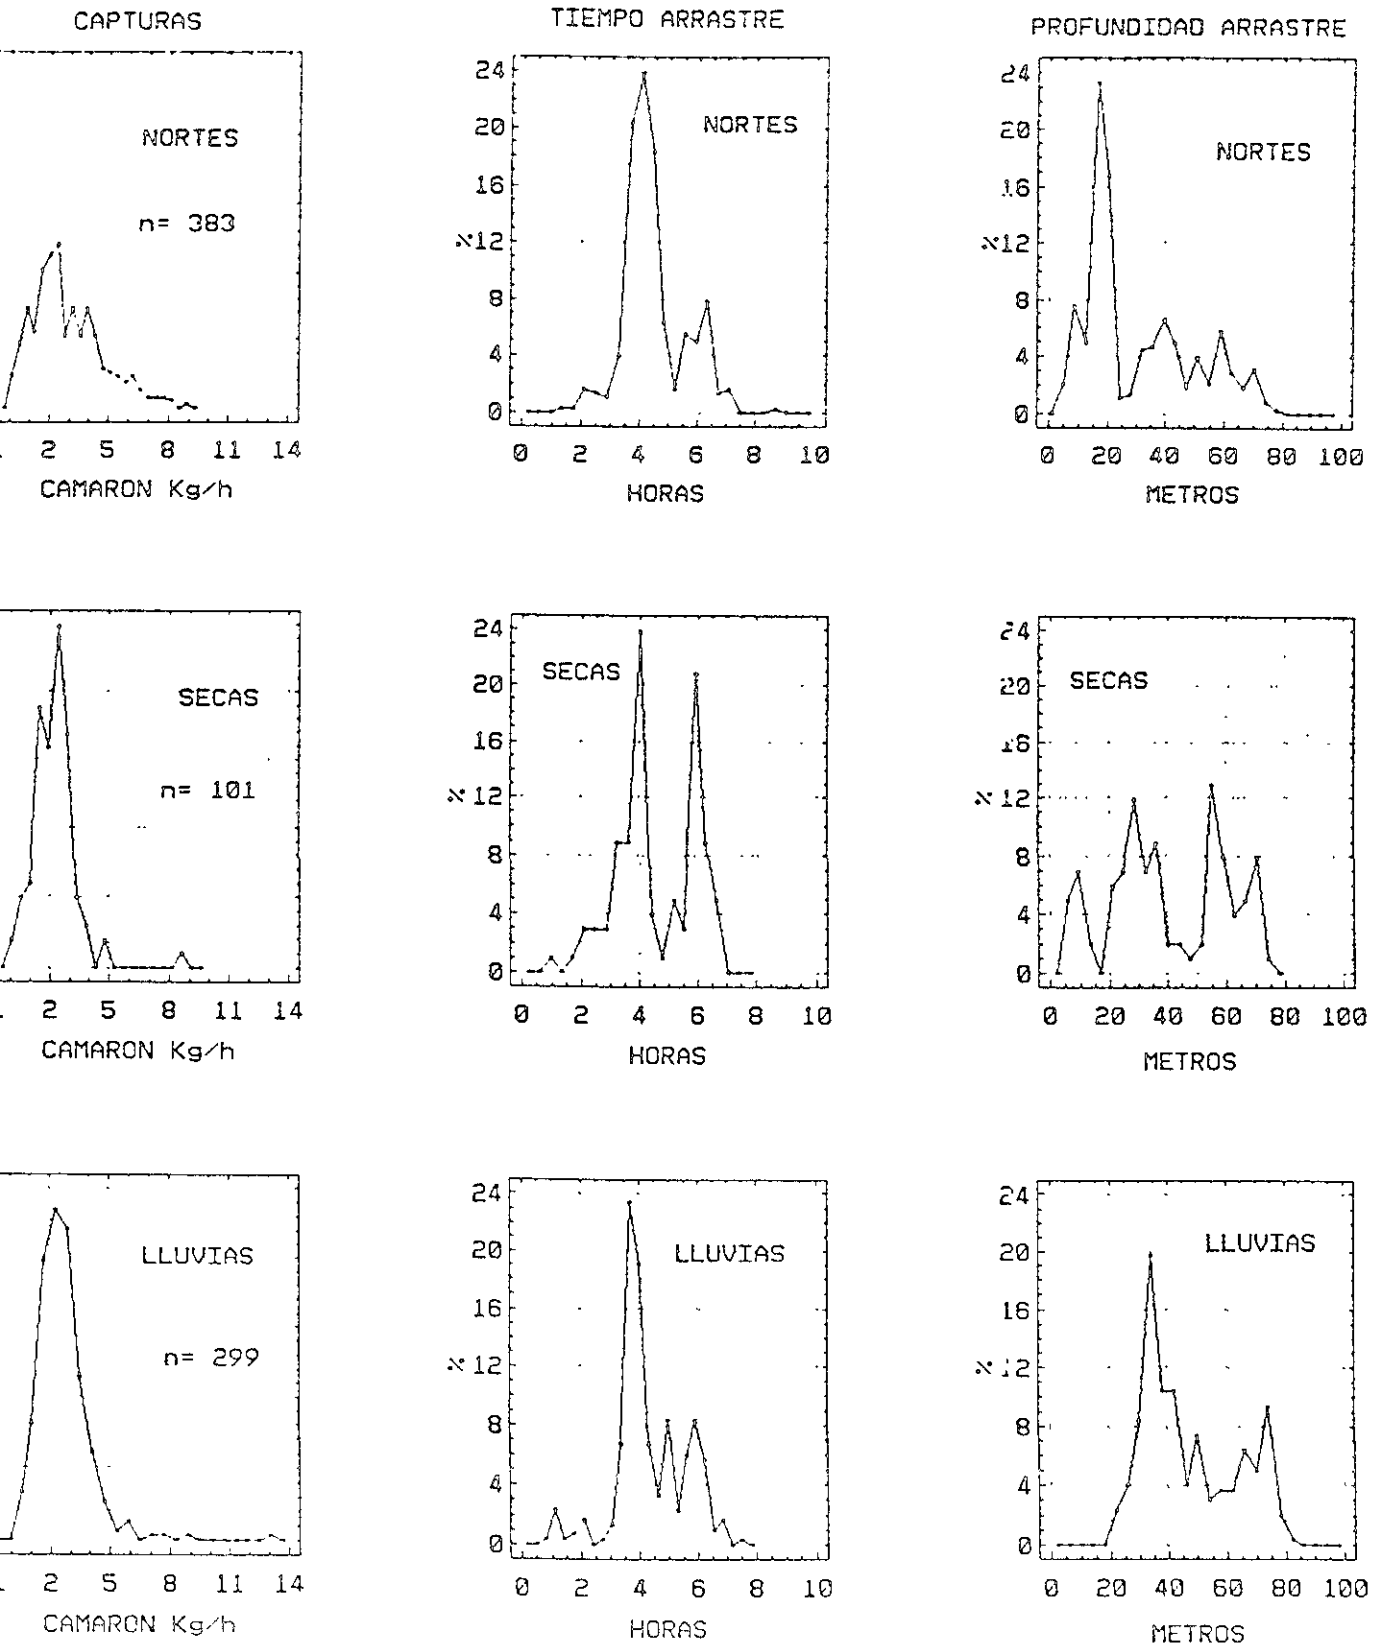 CAPTURAS
TIEMPO ARRASTRE
PROFUNDIDAD ARRASTRE
NORTES
n= 383
2 5 8 11 14
CAMARON Kg/h
24
20
16
%12
8
4
0
NORTES
0 2 4 6 8 10
HORAS
24
20
16
%12
8
4
0
NORTES
0 20 40 60 80 100
METROS
SECAS
n= 101
2 5 8 11 14
CAMARON Kg/h
24
20
16
% 12
8
4
0
SECAS
0 2 4 6 8 10
HORAS
24
20
16
% 12
8
4
0
SECAS
0 20 40 60 80 100
METROS
LLUVIAS
n= 299
2 5 8 11 14
CAMARON Kg/h
24
20
16
% 12
8
4
0
LLUVIAS
0 2 4 6 8 10
HORAS
24
20
16
% 12
8
4
0
LLUVIAS
0 20 40 60 80 100
METROS